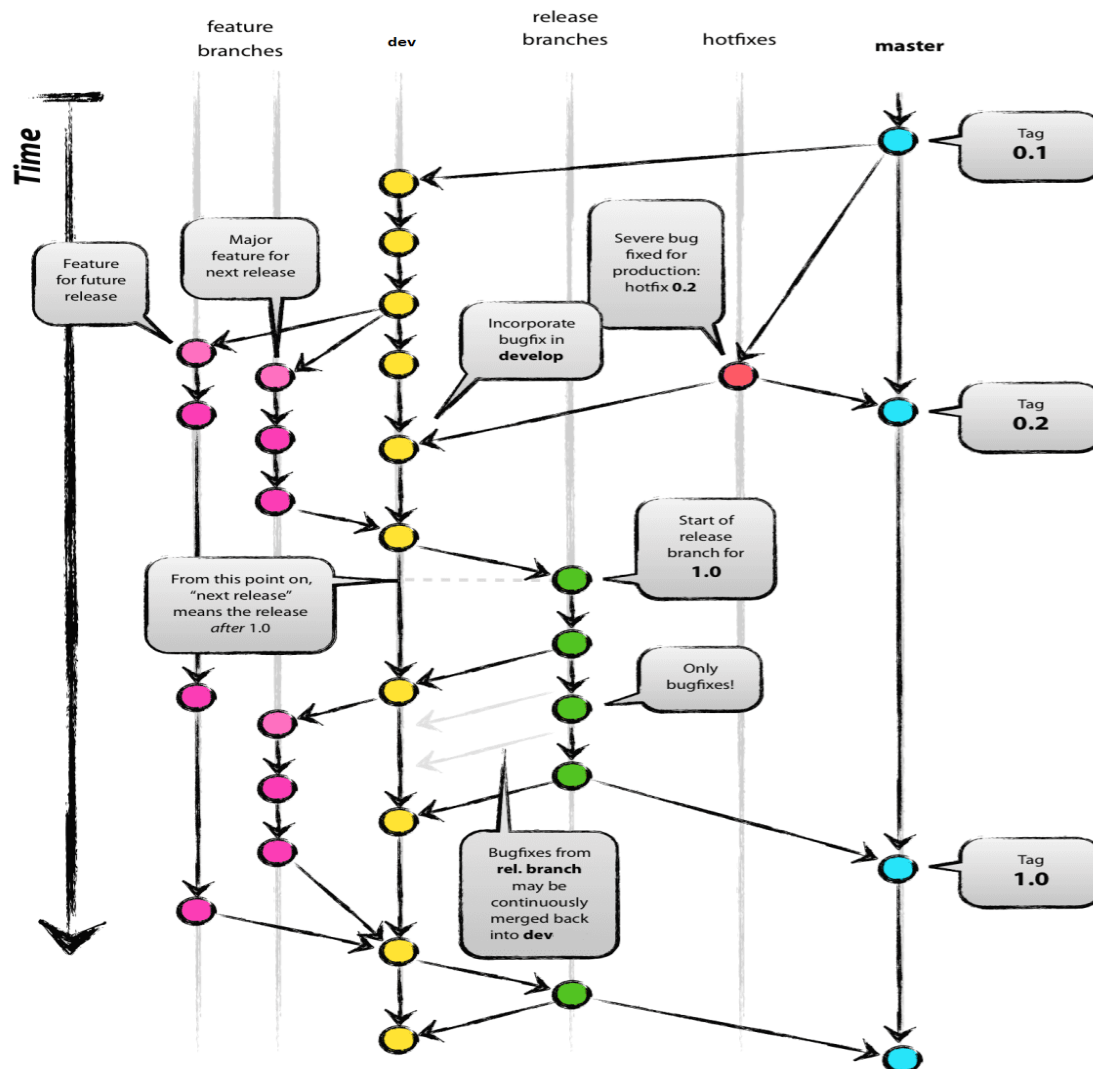 feature
branches
dev
release
branches
hotfixes
master
Time
Tag
0.1
Major
feature for
next release
Severe bug
fixed for
production:
hotfix 0.2
Feature
for future
release
Incorporate
bugfix in
develop
Tag
0.2
Start of
release
branch for
1.0
From this point on,
“next release”
means the release
after 1.0
Only
bugfixes!
Bugfixes from
rel. branch
may be
continuously
merged back
into dev
Tag
1.0